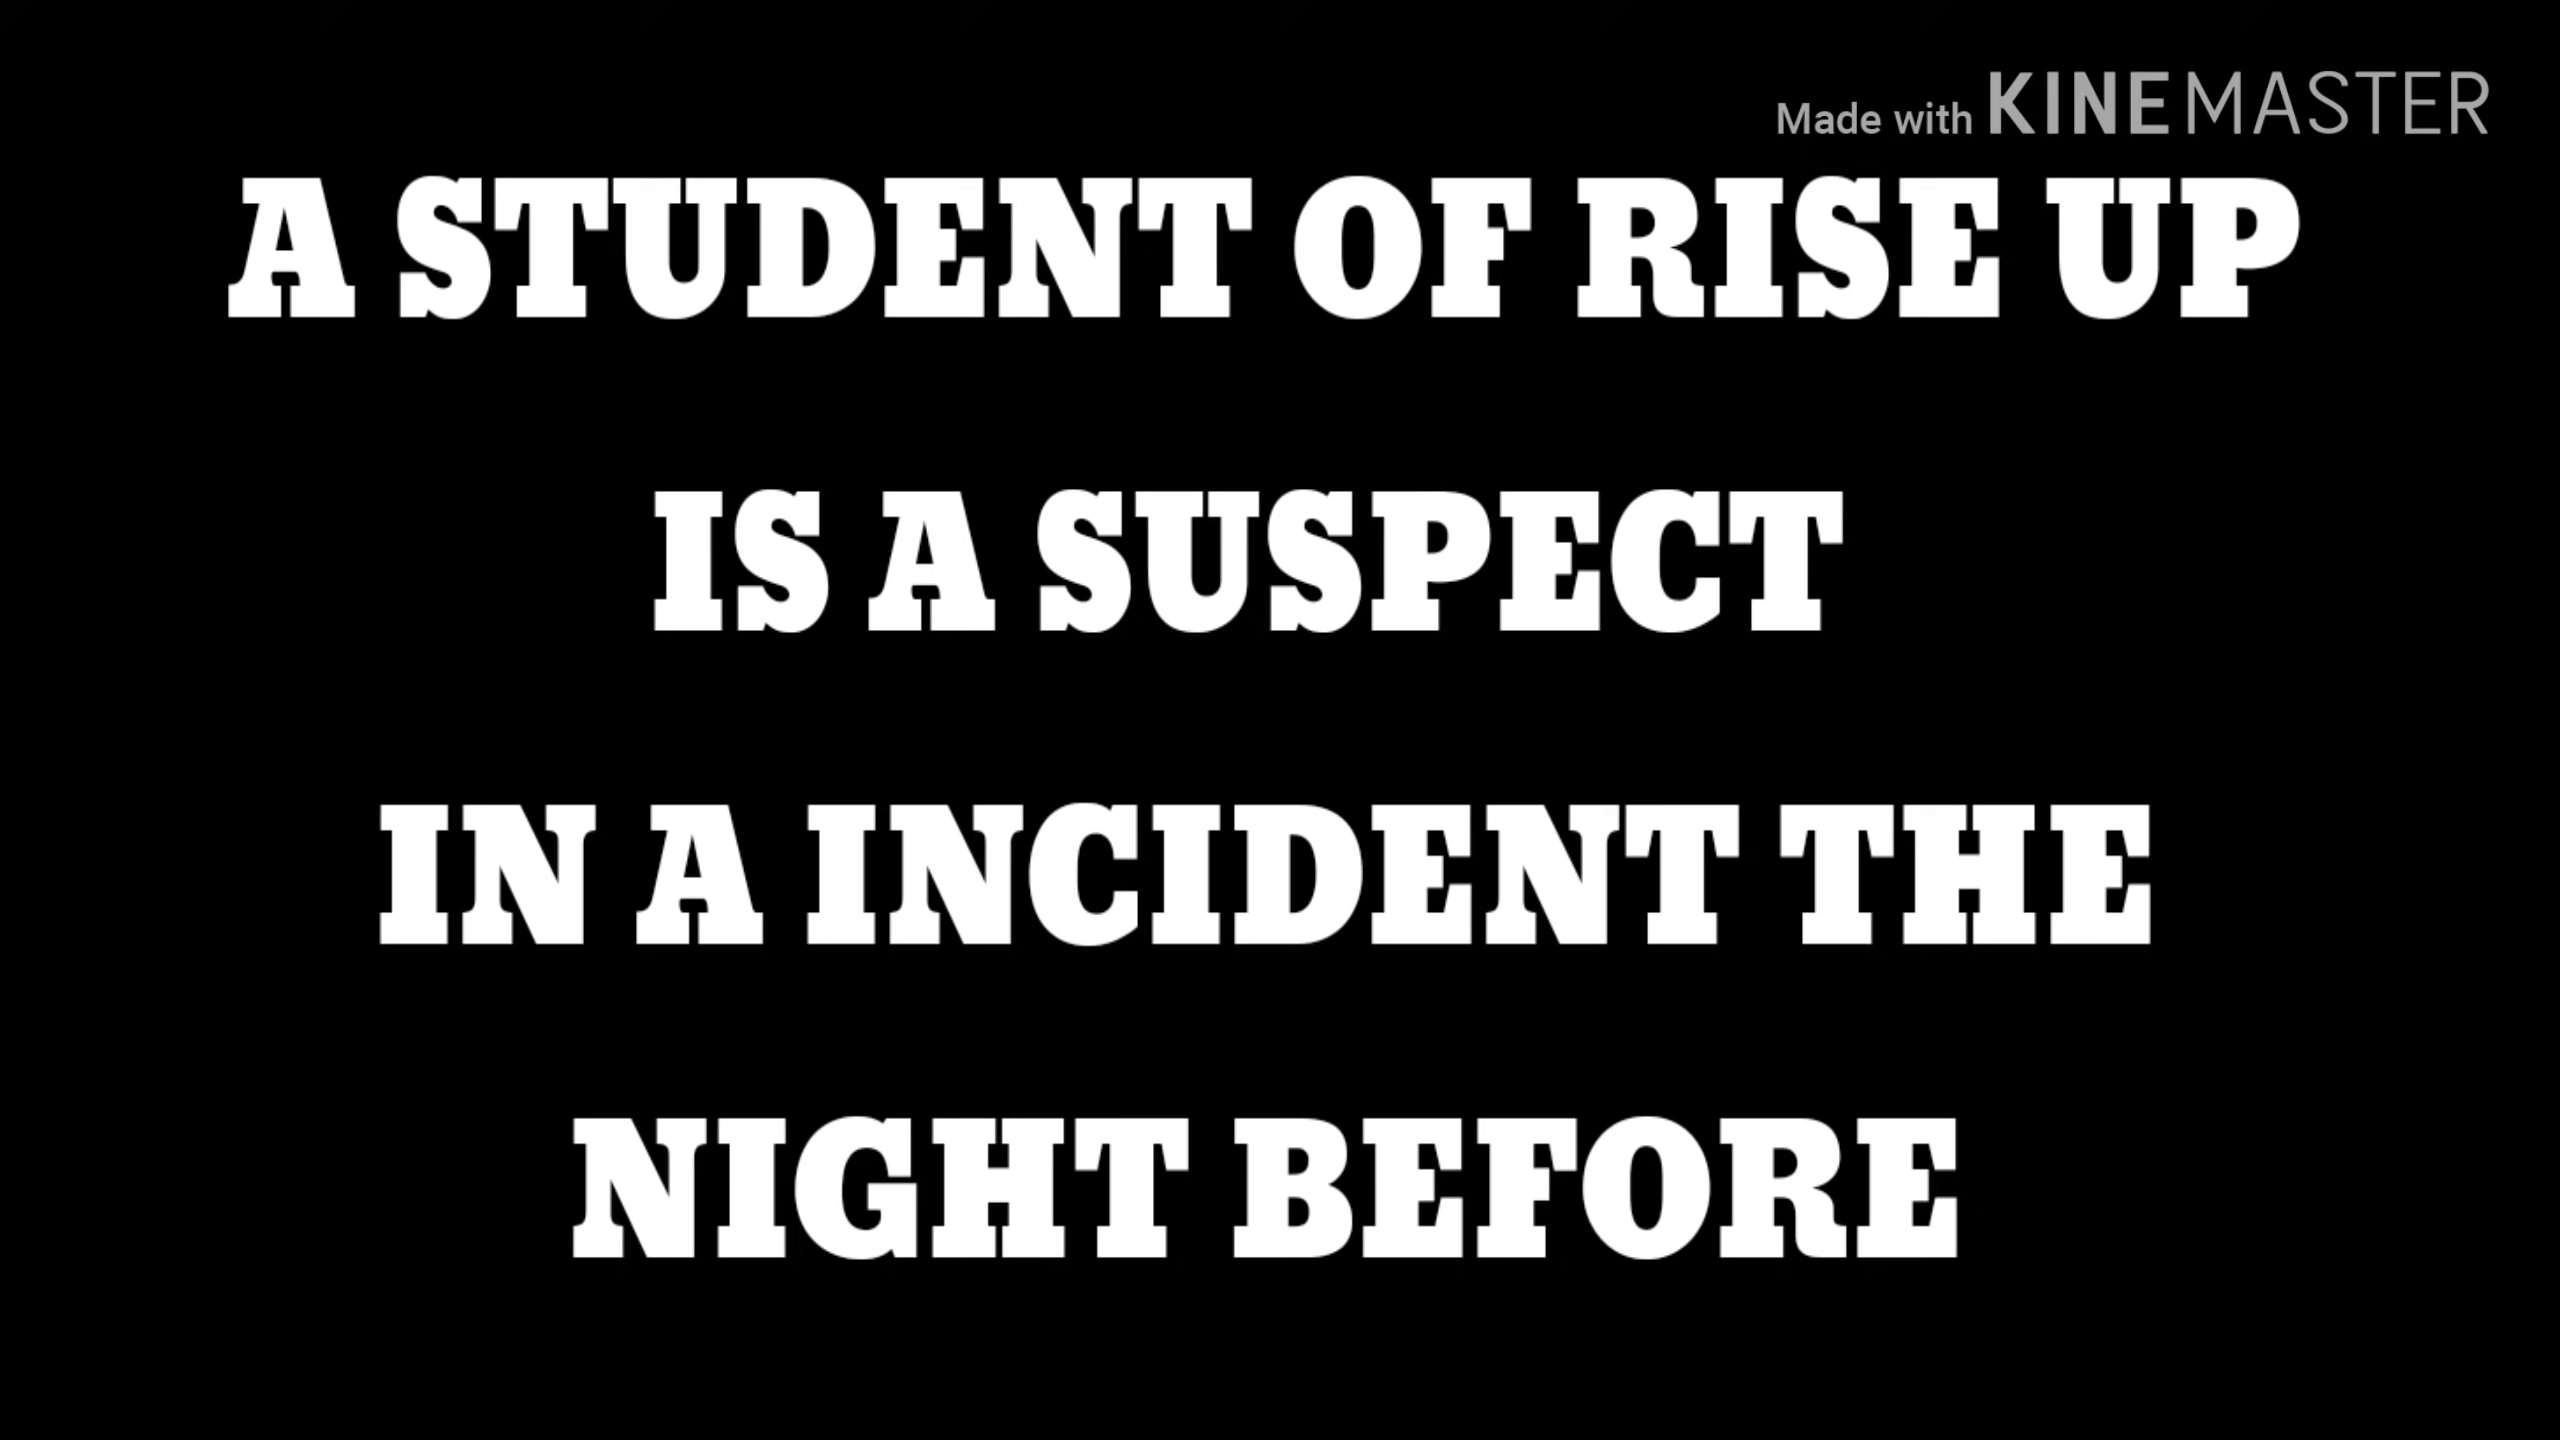 Made with KINEMASTER
A STUDENT OF RISE UP
IS A SUSPECT
IN A INCIDENT THE
NIGHT BEFORE